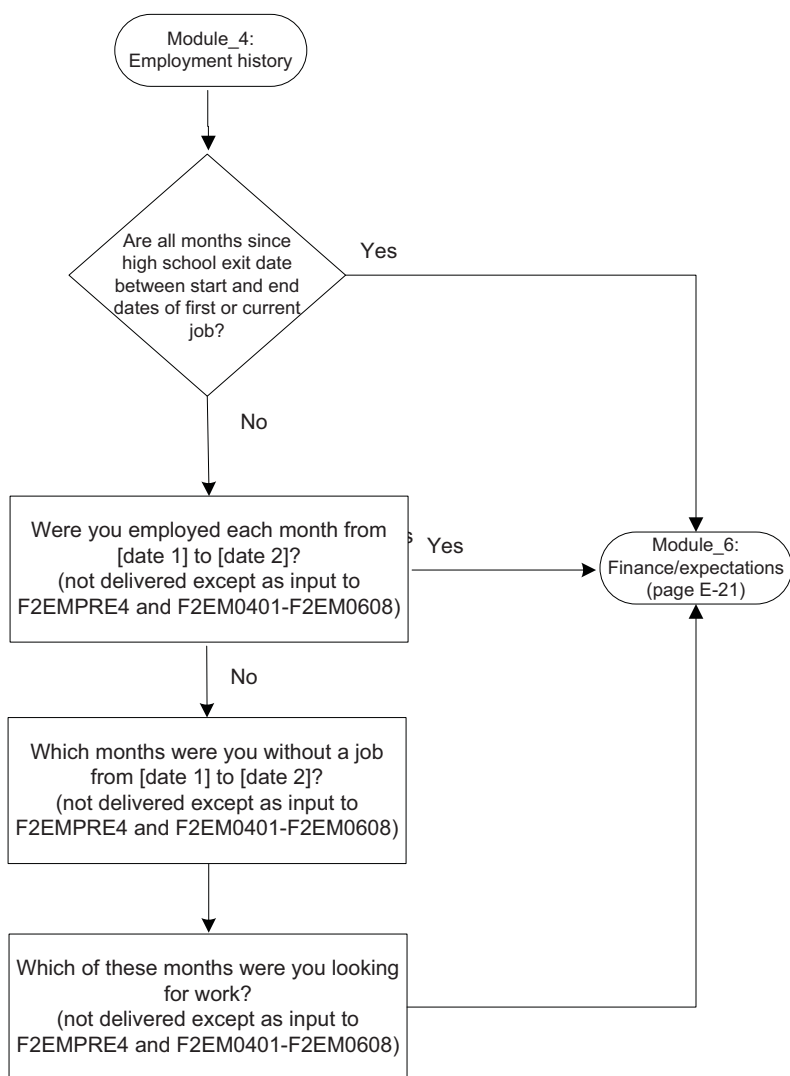 Module_4:
Employment history
Are all months since
high school exit date
between start and end
dates of first or current
job?
Yes
No
Were you employed each month from
[date 1] to [date 2]?
(not delivered except as input to
F2EMPRE4 and F2EM0401-F2EM0608)
s
Yes
Module_6:
Finance/expectations
(page E-21)
No
Which months were you without a job
from [date 1] to [date 2]?
(not delivered except as input to
F2EMPRE4 and F2EM0401-F2EM0608)
Which of these months were you looking
for work?
(not delivered except as input to
F2EMPRE4 and F2EM0401-F2EM0608)